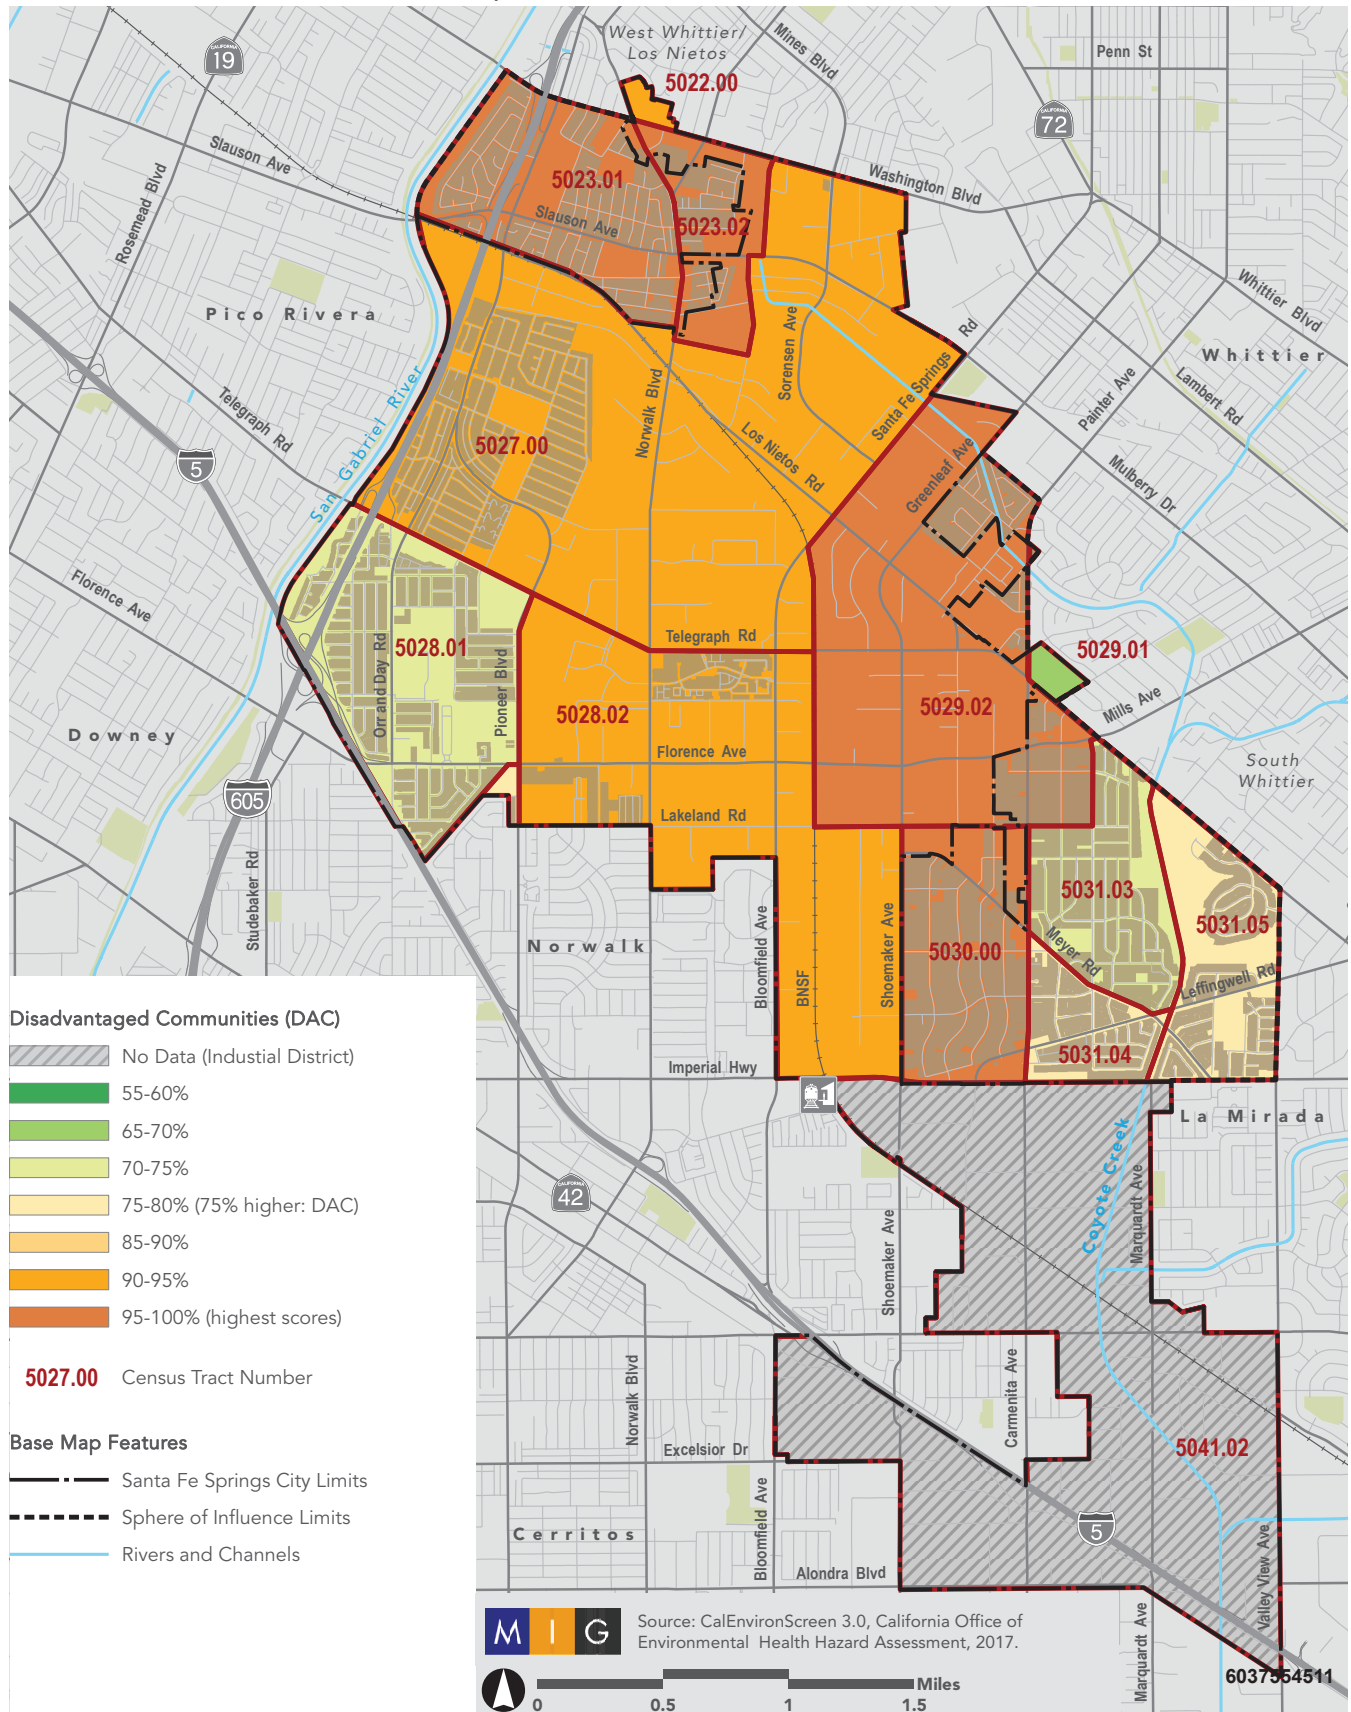 West Whittier/
Los Nietos
Mines Blvd
Penn St
CALIFORNIA
19
5022.00
CALIFORNIA
72
Slauson Ave
Rosemead Blvd
5023.01
Washington Blvd
Slauson Ave
5023.02
Whittier Blvd
Pico Rivera
Sorensen Ave
Santa Fe Springs Rd
Whittier
Painter Ave
Lambert Rd
Telegraph Rd
San Gabriel River
Norwalk Blvd
5027.00
Los Nietos Rd
Greenleaf Ave
Mulberry Dr
5
Florence Ave
Telegraph Rd
5029.01
5028.01
Orr and Day Rd
Pioneer Blvd
5028.02
5029.02
Mills Ave
Downey
Florence Ave
South
Whittier
605
Lakeland Rd
Studebaker Rd
Norwalk
Bloomfield Ave
BNSF
Shoemaker Ave
5030.00
5031.03
5031.05
Meyer Rd
Leffingwell Rd
5031.04
Imperial Hwy
Disadvantaged Communities (DAC)
No Data (Industial District)
55-60%
65-70%
70-75%
75-80% (75% higher: DAC)
85-90%
90-95%
95-100% (highest scores)
5027.00 Census Tract Number
Base Map Features
Santa Fe Springs City Limits
Sphere of Influence Limits
Rivers and Channels
La Mirada
Coyote Creek
Marquardt Ave
CALIFORNIA
42
Shoemaker Ave
Norwalk Blvd
Carmenita Ave
Excelsior Dr
5041.02
Bloomfield Ave
Cerritos
5
Alondra Blvd
Valley View Ave
Marquardt Ave
MIG
Source: CalEnvironScreen 3.0, California Office of
Environmental Health Hazard Assessment, 2017.
6037554511
Miles
0 0.5 1 1.5